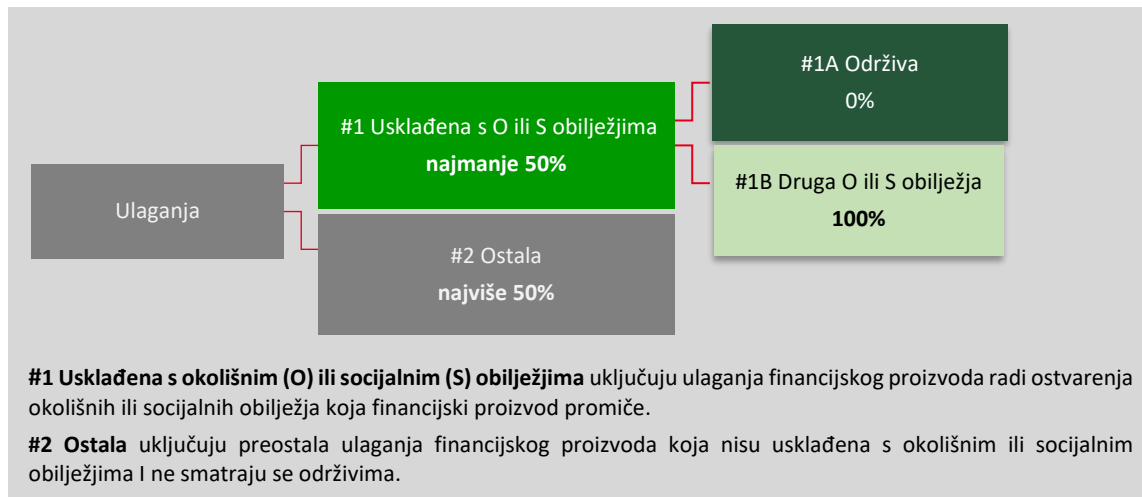 #1A Održiva
0%
#1 Usklađena s O ili S obilježjima
najmanje 50%
#1B Druga O ili S obilježja
100%
Ulaganja
#2 Ostala
najviše 50%
#1 Usklađena s okolišnim (O) ili socijalnim (S) obilježjima uključuju ulaganja financijskog proizvoda radi ostvarenja
okolišnih ili socijalnih obilježja koja financijski proizvod promiče.
#2 Ostala uključuju preostala ulaganja financijskog proizvoda koja nisu usklađena s okolišnim ili socijalnim
obilježjima I ne smatraju se održivima.